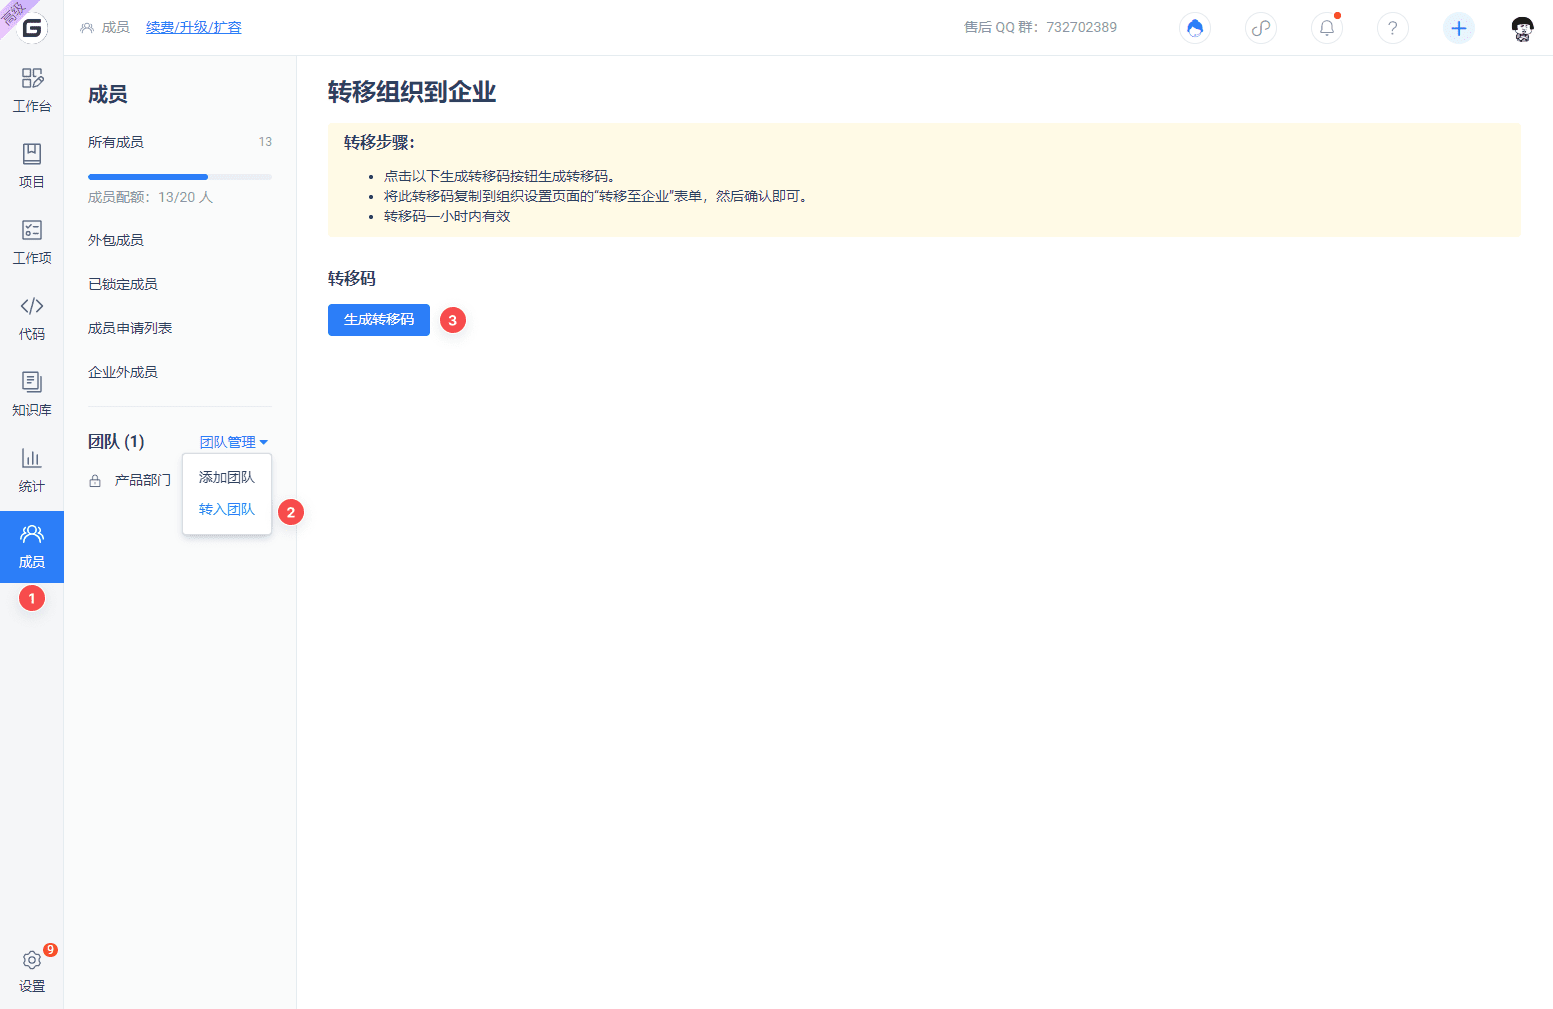 高级
成员 续费/升级/扩容 售后 QQ 群：732702389
工作台
项目
工作项
代码
知识库
统计
成员
1
9
设置
成员
所有成员 13
成员配额：13/20 人
外包成员
已锁定成员
成员申请列表
企业外成员
团队 (1) 团队管理
产品部门
添加团队
转入团队
2
转移组织到企业
转移步骤：
• 点击以下生成转移码按钮生成转移码。
• 将此转移码复制到组织设置页面的“转移至企业”表单，然后确认即可。
• 转移码一小时内有效
转移码
生成转移码 3